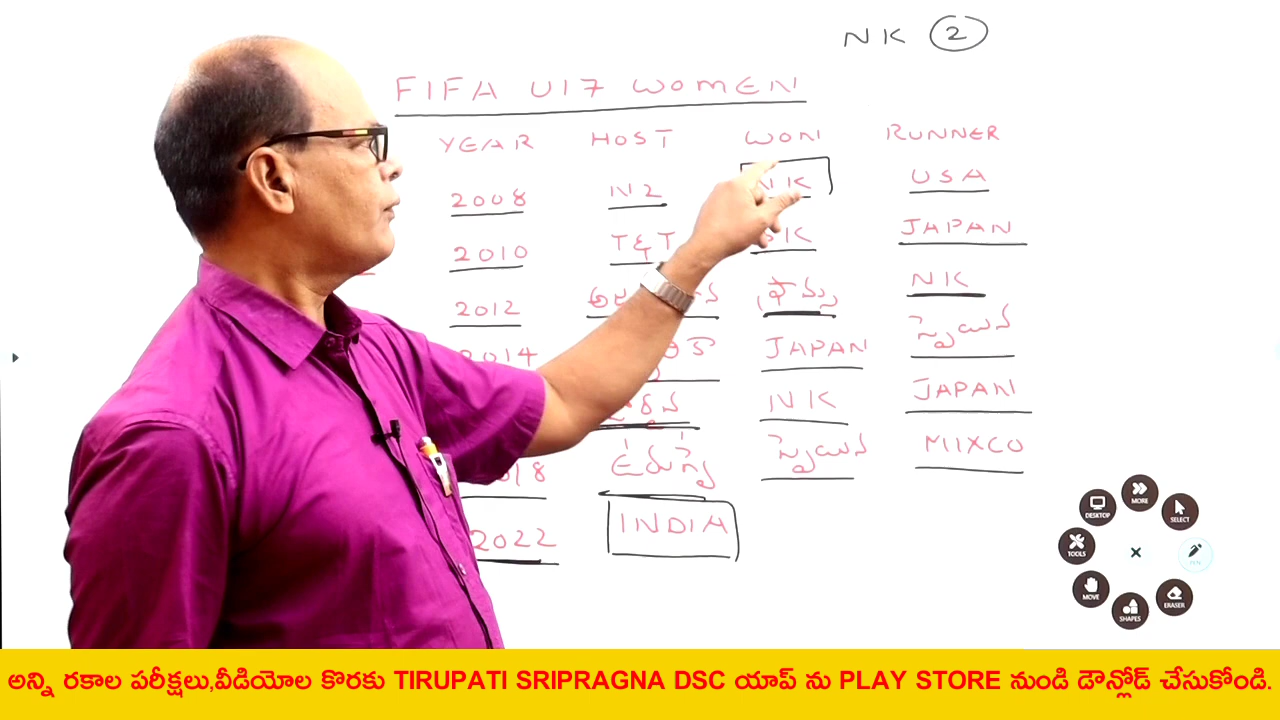 NK 2
FIFA U17 WOMEN
YEAR HOST WON RUNNER
2008 NZ NK USA
2010 T&T JAPAN
2012 NK
2014 JAPAN స్పెయిన్
NK JAPAN
ఉరుగ్వే స్పెయిన్ MIXCO
2022 INDIA
DESKTOP
MORE
SELECT
TOOLS
PEN
MOVE
SHAPES
ERASER
అన్ని రకాల పరీక్షలు,వీడియోల కొరకు TIRUPATI SRIPRAGNA DSC యాప్ ను PLAY STORE నుండి డౌన్లోడ్ చేసుకోండి.